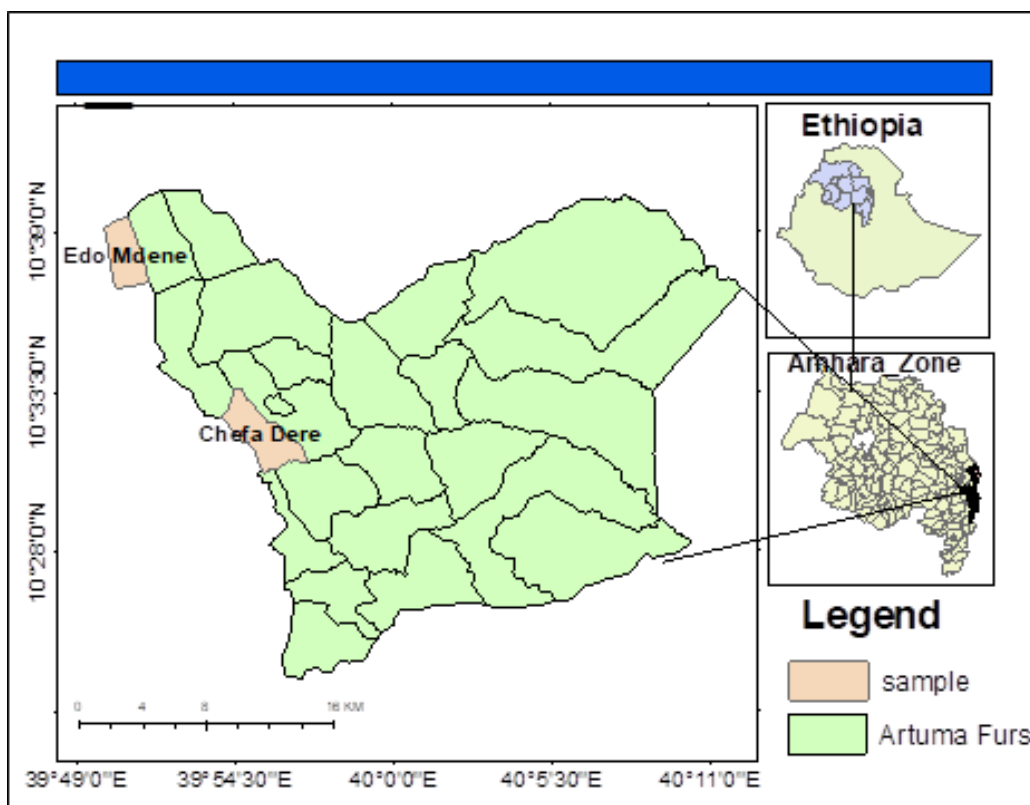 Ethiopia
10°39'0"N
Edo Mdene
10°33'30"N
Amhara_Zone
Chefa Dere
10°28'0"N
Legend
sample
Artuma Furs
0 4 8 16 KM
39°49'0"E 39°54'30"E 40°0'0"E 40°5'30"E 40°11'0"E